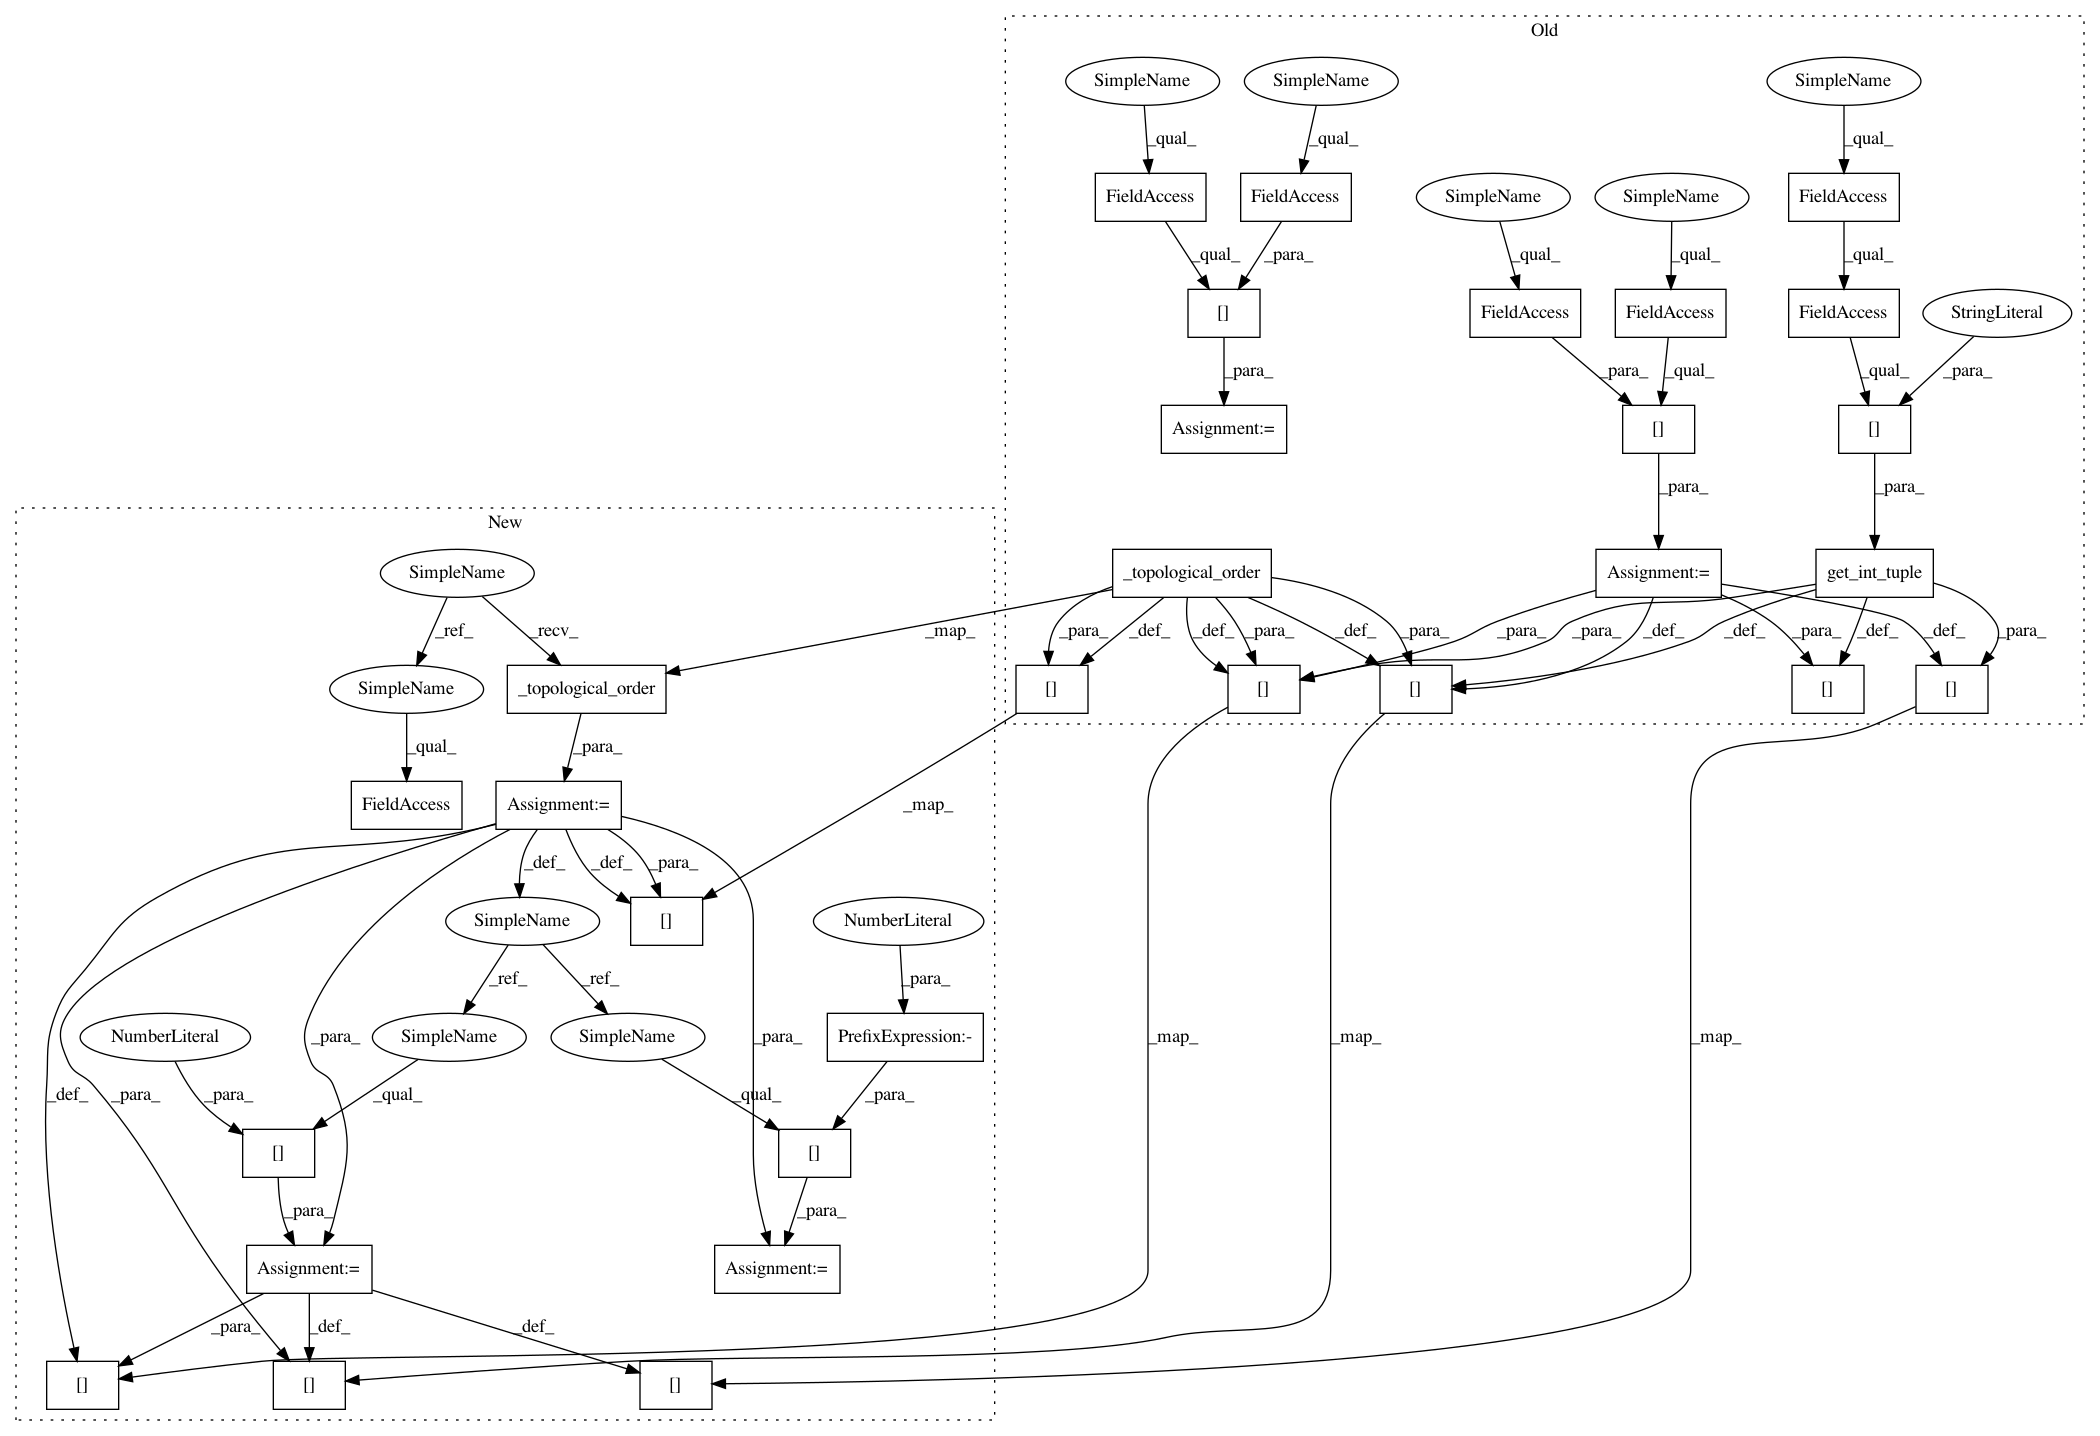 Old
SimpleName
SimpleName
SimpleName
_qual_
_qual_
_qual_
FieldAccess
FieldAccess
SimpleName
SimpleName
FieldAccess
_qual_
_para_
_qual_
_qual_
_qual_
[]
FieldAccess
FieldAccess
FieldAccess
StringLiteral
_para_
_para_
_qual_
_qual_
_para_
Assignment:=
[]
[]
_para_
_para_
New
SimpleName
_topological_order
Assignment:=
get_int_tuple
_ref_
_recv_
_map_
_para_
_def_
_def_
_para_
_def_
_para_
_para_
_para_
_def_
_def_
_para_
_def_
_def_
_para_
SimpleName
_topological_order
[]
[]
[]
[]
[]
_qual_
_para_
FieldAccess
Assignment:=
_map_
_def_
_def_
_para_
SimpleName
[]
NumberLiteral
_ref_
_ref_
_para_
NumberLiteral
SimpleName
SimpleName
PrefixExpression:-
_para_
_para_
_map_
_map_
_map_
_def_
_para_
_para_
_qual_
_qual_
_para_
[]
[]
_para_
_para_
Assignment:=
Assignment:=
_para_
_def_
_def_
[]
[]
[]